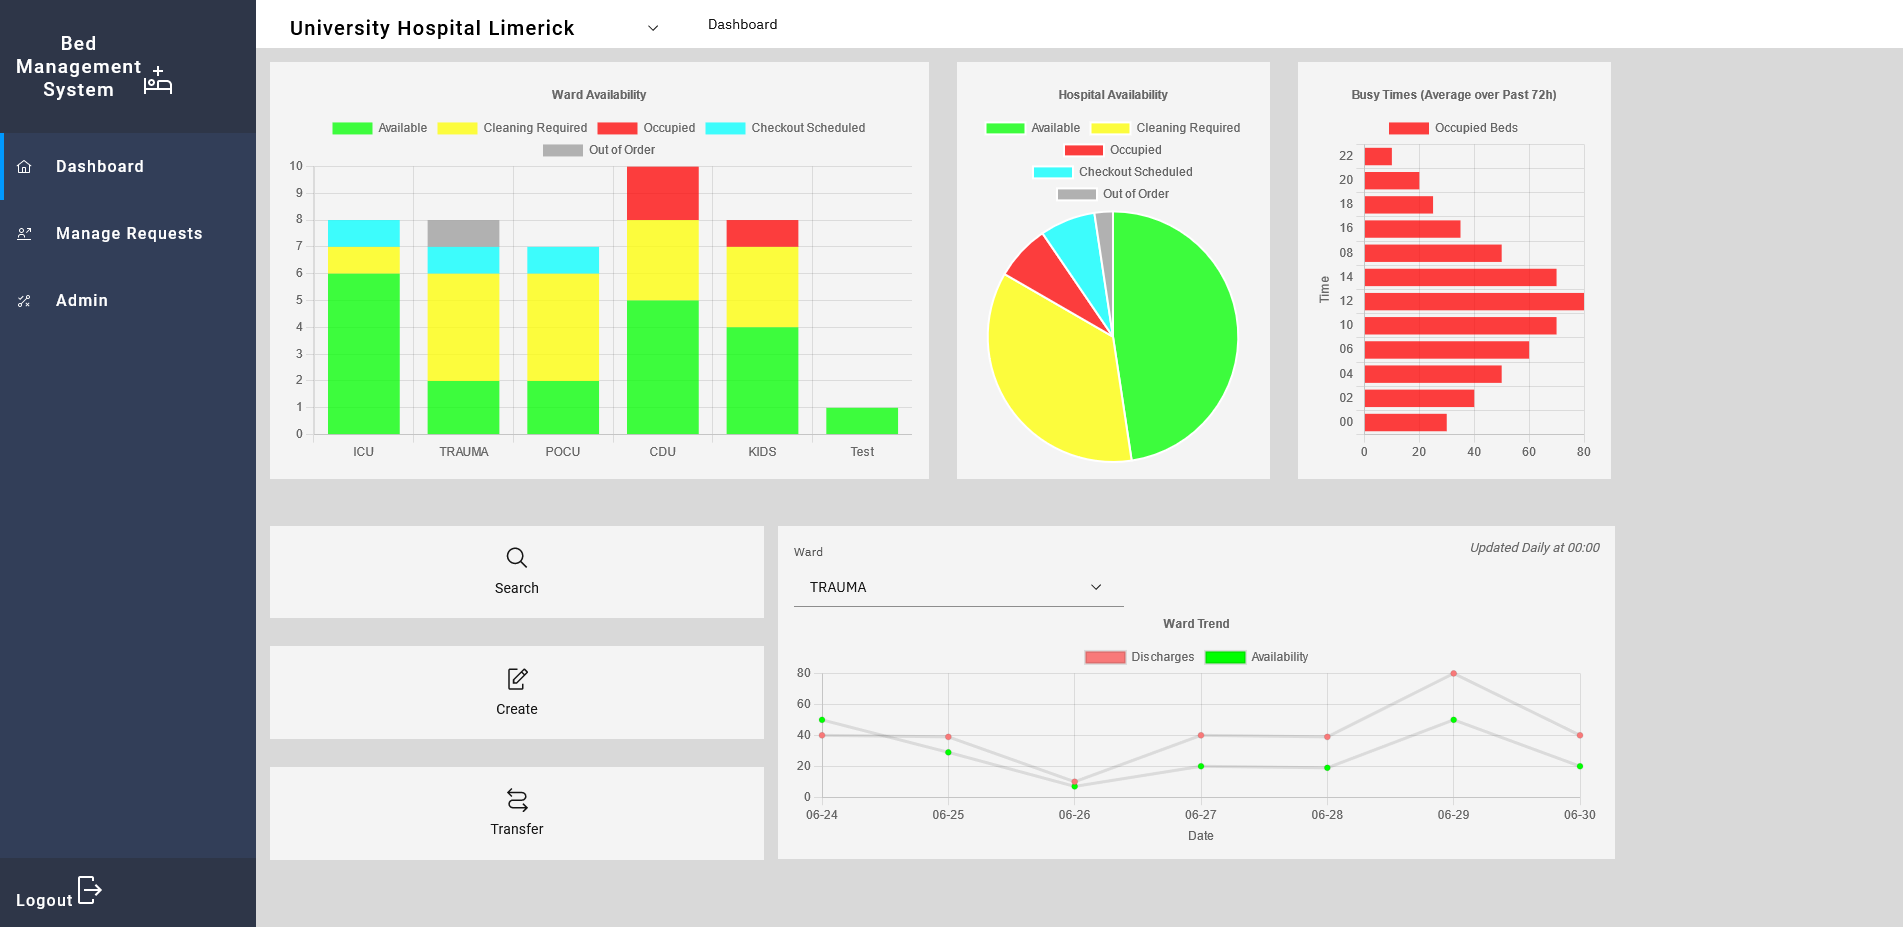 Bed
Management
System
Dashboard
Manage Requests
Admin
Logout
University Hospital Limerick
Dashboard
Ward Availability
Available Cleaning Required Occupied Checkout Scheduled
Out of Order
10
9
8
7
6
5
4
3
2
1
0
ICU TRAUMA POCU CDU KIDS Test
Hospital Availability
Available Cleaning Required
Occupied
Checkout Scheduled
Out of Order
Busy Times (Average over Past 72h)
Occupied Beds
Time
22
20
18
16
08
14
12
10
06
04
02
00
0 20 40 60 80
Search
Create
Transfer
Ward
Updated Daily at 00:00
TRAUMA
Ward Trend
Discharges Availability
80
60
40
20
0
06-24 06-25 06-26 06-27 06-28 06-29 06-30
Date